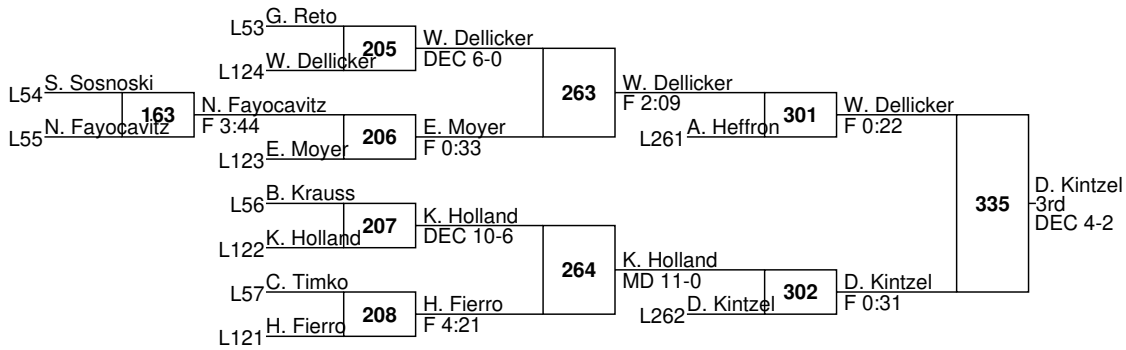 G. Reto
L53
205
W. Dellicker
DEC 6-0
W. Dellicker
L124
S. Sosnoski
L54
163
N. Fayocavitz
F 3:44
N. Fayocavitz
L55
206
E. Moyer
F 0:33
E. Moyer
L123
263
W. Dellicker
F 2:09
A. Heffron
L261
301
W. Dellicker
F 0:22
B. Krauss
L56
207
K. Holland
DEC 10-6
K. Holland
L122
C. Timko
L57
208
H. Fierro
F 4:21
H. Fierro
L121
264
K. Holland
MD 11-0
D. Kintzel
L262
302
D. Kintzel
F 0:31
335
D. Kintzel
3rd
DEC 4-2